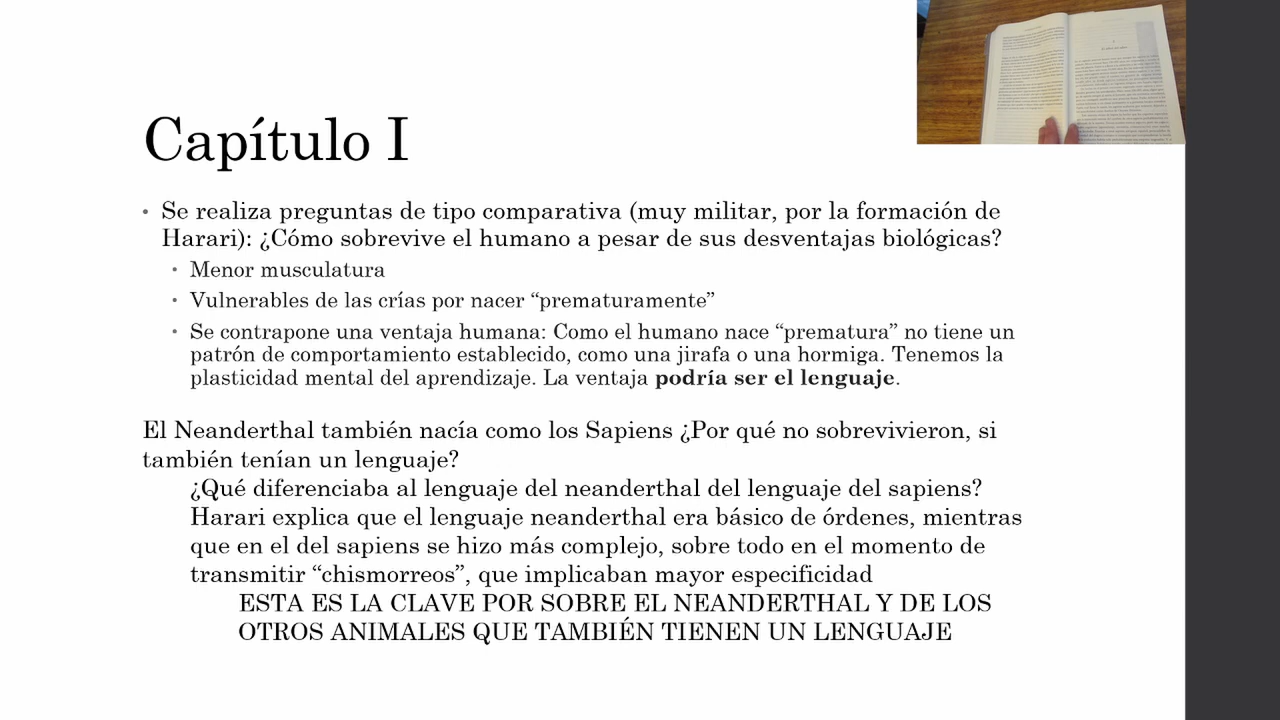 Capítulo I
• Se realiza preguntas de tipo comparativa (muy militar, por la formación de
Harari): ¿Cómo sobrevive el humano a pesar de sus desventajas biológicas?
• Menor musculatura
• Vulnerables de las crías por nacer “prematuramente”
• Se contrapone una ventaja humana: Como el humano nace “prematura” no tiene un
patrón de comportamiento establecido, como una jirafa o una hormiga. Tenemos la
plasticidad mental del aprendizaje. La ventaja podría ser el lenguaje.
El Neanderthal también nacía como los Sapiens ¿Por qué no sobrevivieron, si
también tenían un lenguaje?
¿Qué diferenciaba al lenguaje del neanderthal del lenguaje del sapiens?
Harari explica que el lenguaje neanderthal era básico de órdenes, mientras
que en el del sapiens se hizo más complejo, sobre todo en el momento de
transmitir “chismorreos”, que implicaban mayor especificidad
ESTA ES LA CLAVE POR SOBRE EL NEANDERTHAL Y DE LOS
OTROS ANIMALES QUE TAMBIÉN TIENEN UN LENGUAJE